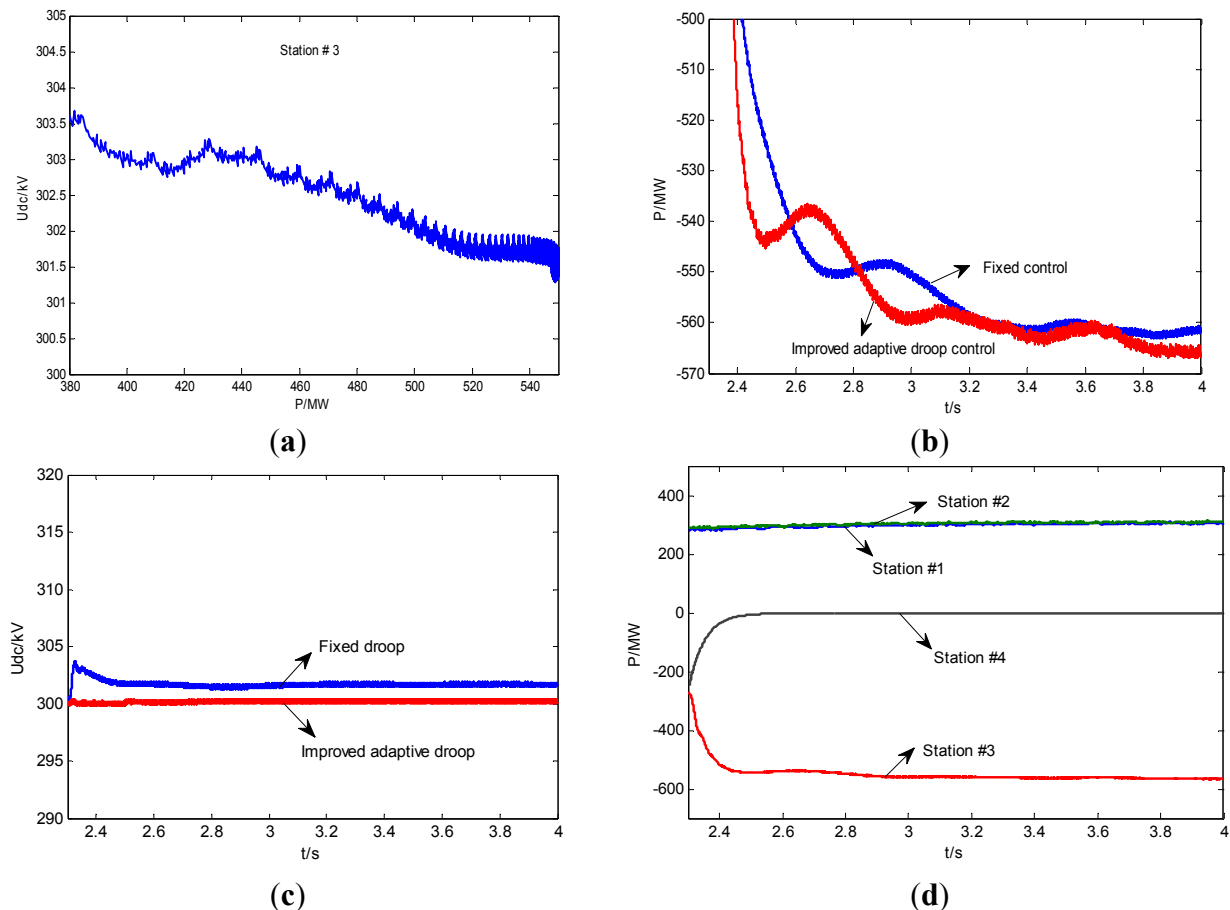 305
304.5
304
303.5
303
302.5
302
301.5
301
300.5
300
Udc/kV
Station # 3
380 400 420 440 460 480 500 520 540
P/MW
(a)
-500
-510
-520
-530
-540
-550
-560
-570
P/MW
Fixed control
Improved adaptive droop control
2.4 2.6 2.8 3 3.2 3.4 3.6 3.8 4
t/s
(b)
320
315
310
305
300
295
290
Udc/kV
Fixed droop
Improved adaptive droop
2.4 2.6 2.8 3 3.2 3.4 3.6 3.8 4
t/s
(c)
400
200
0
-200
-400
-600
P/MW
Station #2
Station #1
Station #4
Station #3
2.4 2.6 2.8 3 3.2 3.4 3.6 3.8 4
t/s
(d)